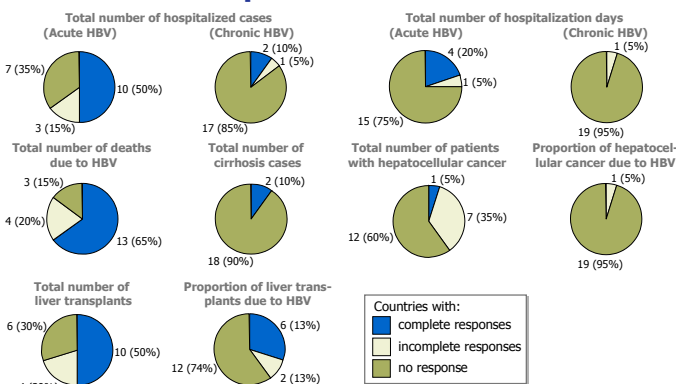 Total number of hospitalized cases
(Acute HBV)
(Chronic HBV)
7 (35%)
10 (50%)
3 (15%)
2 (10%)
1 (5%)
17 (85%)
Total number of hospitalization days
(Acute HBV)
(Chronic HBV)
4 (20%)
1 (5%)
15 (75%)
1 (5%)
19 (95%)
Total number of deaths
due to HBV
3 (15%)
4 (20%)
13 (65%)
Total number of
cirrhosis cases
2 (10%)
18 (90%)
Total number of patients
with hepatocellular cancer
1 (5%)
7 (35%)
12 (60%)
Proportion of hepatocel-
lular cancer due to HBV
1 (5%)
19 (95%)
Total number of
liver transplants
6 (30%)
10 (50%)
Proportion of liver trans-
plants due to HBV
6 (13%)
12 (74%)
2 (13%)
Countries with:
complete responses
incomplete responses
no response